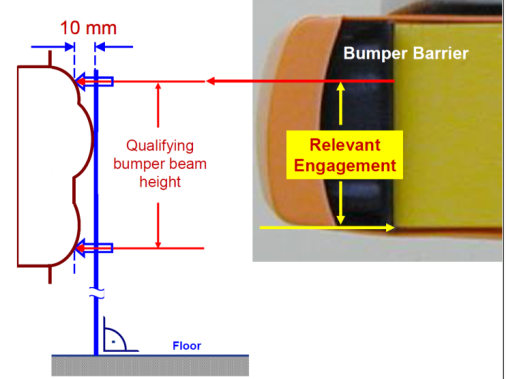 10 mm
Bumper Barrier
Qualifying
bumper beam
height
Relevant
Engagement
Floor